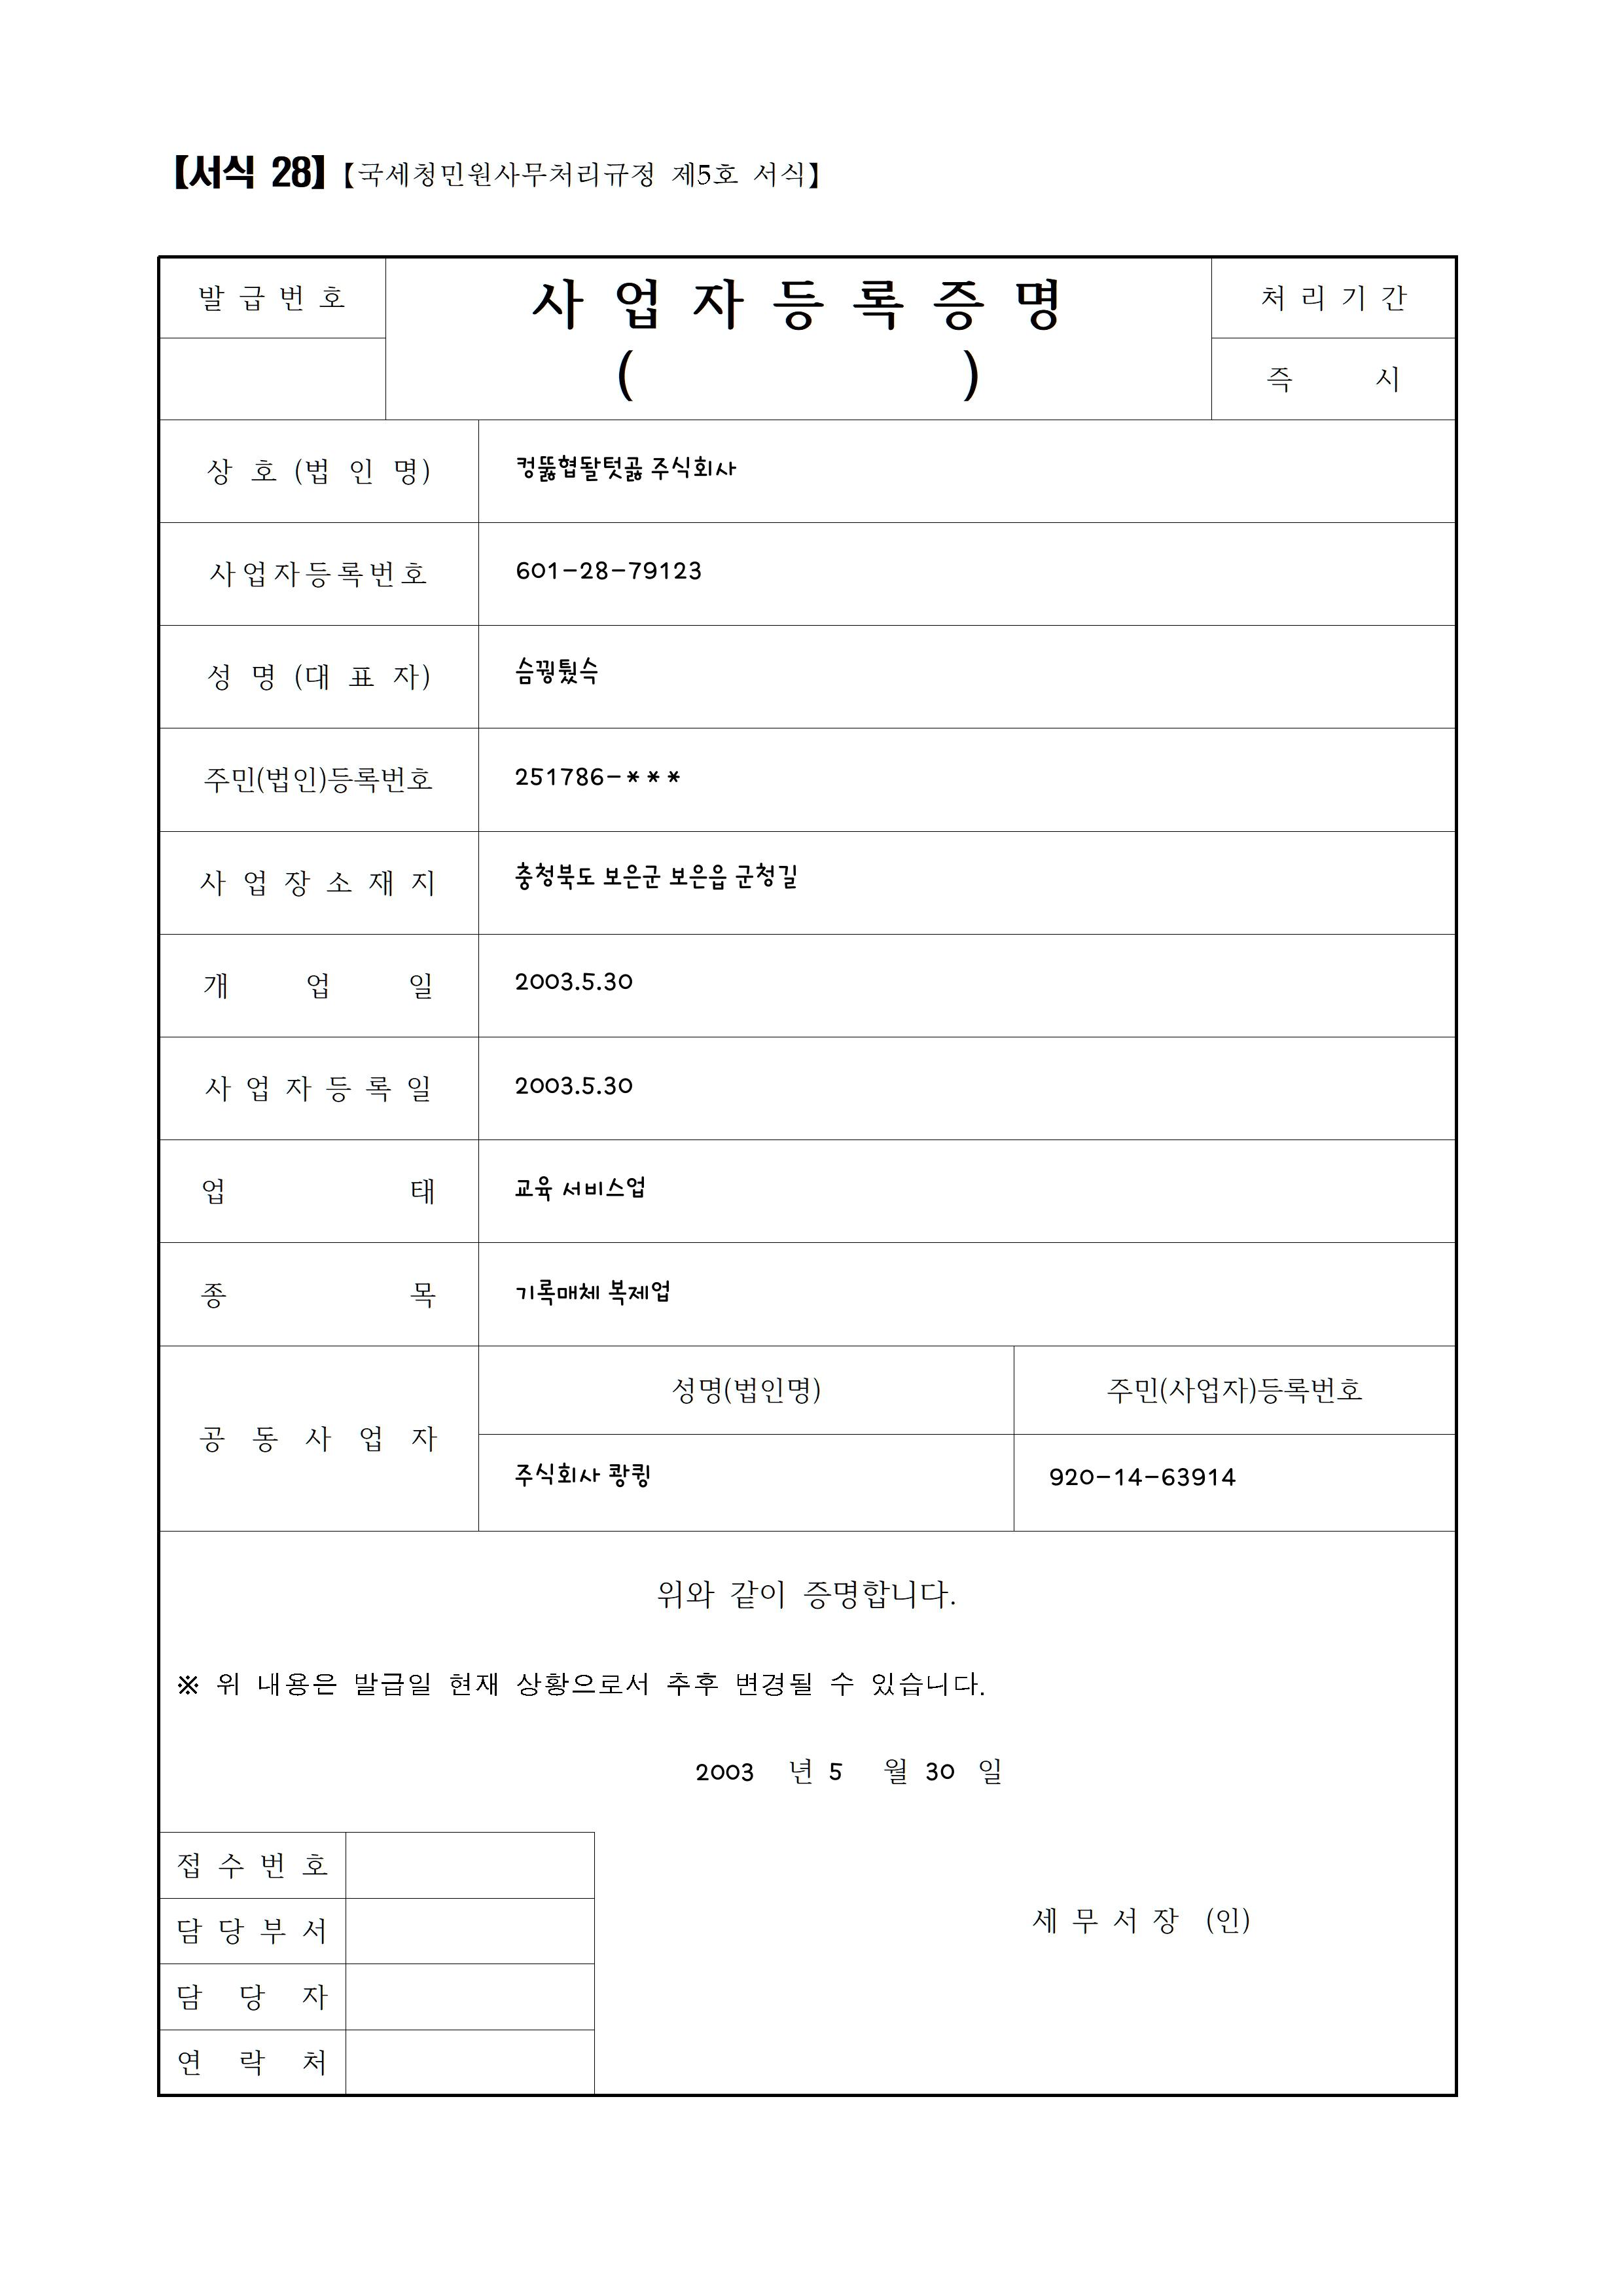 【서식 28】【국세청민원사무처리규정 제5호 서식】
발 급 번 호
사 업 자 등 록 증 명
( )
처 리 기 간
즉 시
상 호 (법 인 명)
컹뚫협돨텃곯 주식회사
사업자등록번호
601-28-79123
성 명 (대 표 자)
주민(법인)등록번호
251786-***
사 업 장 소 재 지
충청북도 보은군 보은읍 군청길
개 업 일
2003.5.30
사 업 자 등 록 일
2003.5.30
업 태
교육 서비스업
종 목
기록매체 복제업
공 동 사 업 자
성명(법인명)
주민(사업자)등록번호
주식회사 쾅큉
920-14-63914
위와 같이 증명합니다.
※ 위 내용은 발급일 현재 상황으로서 추후 변경될 수 있습니다.
2003 년 5 월 30 일
접 수 번 호
담 당 부 서
담 당 자
연 락 처
세 무 서 장 (인)